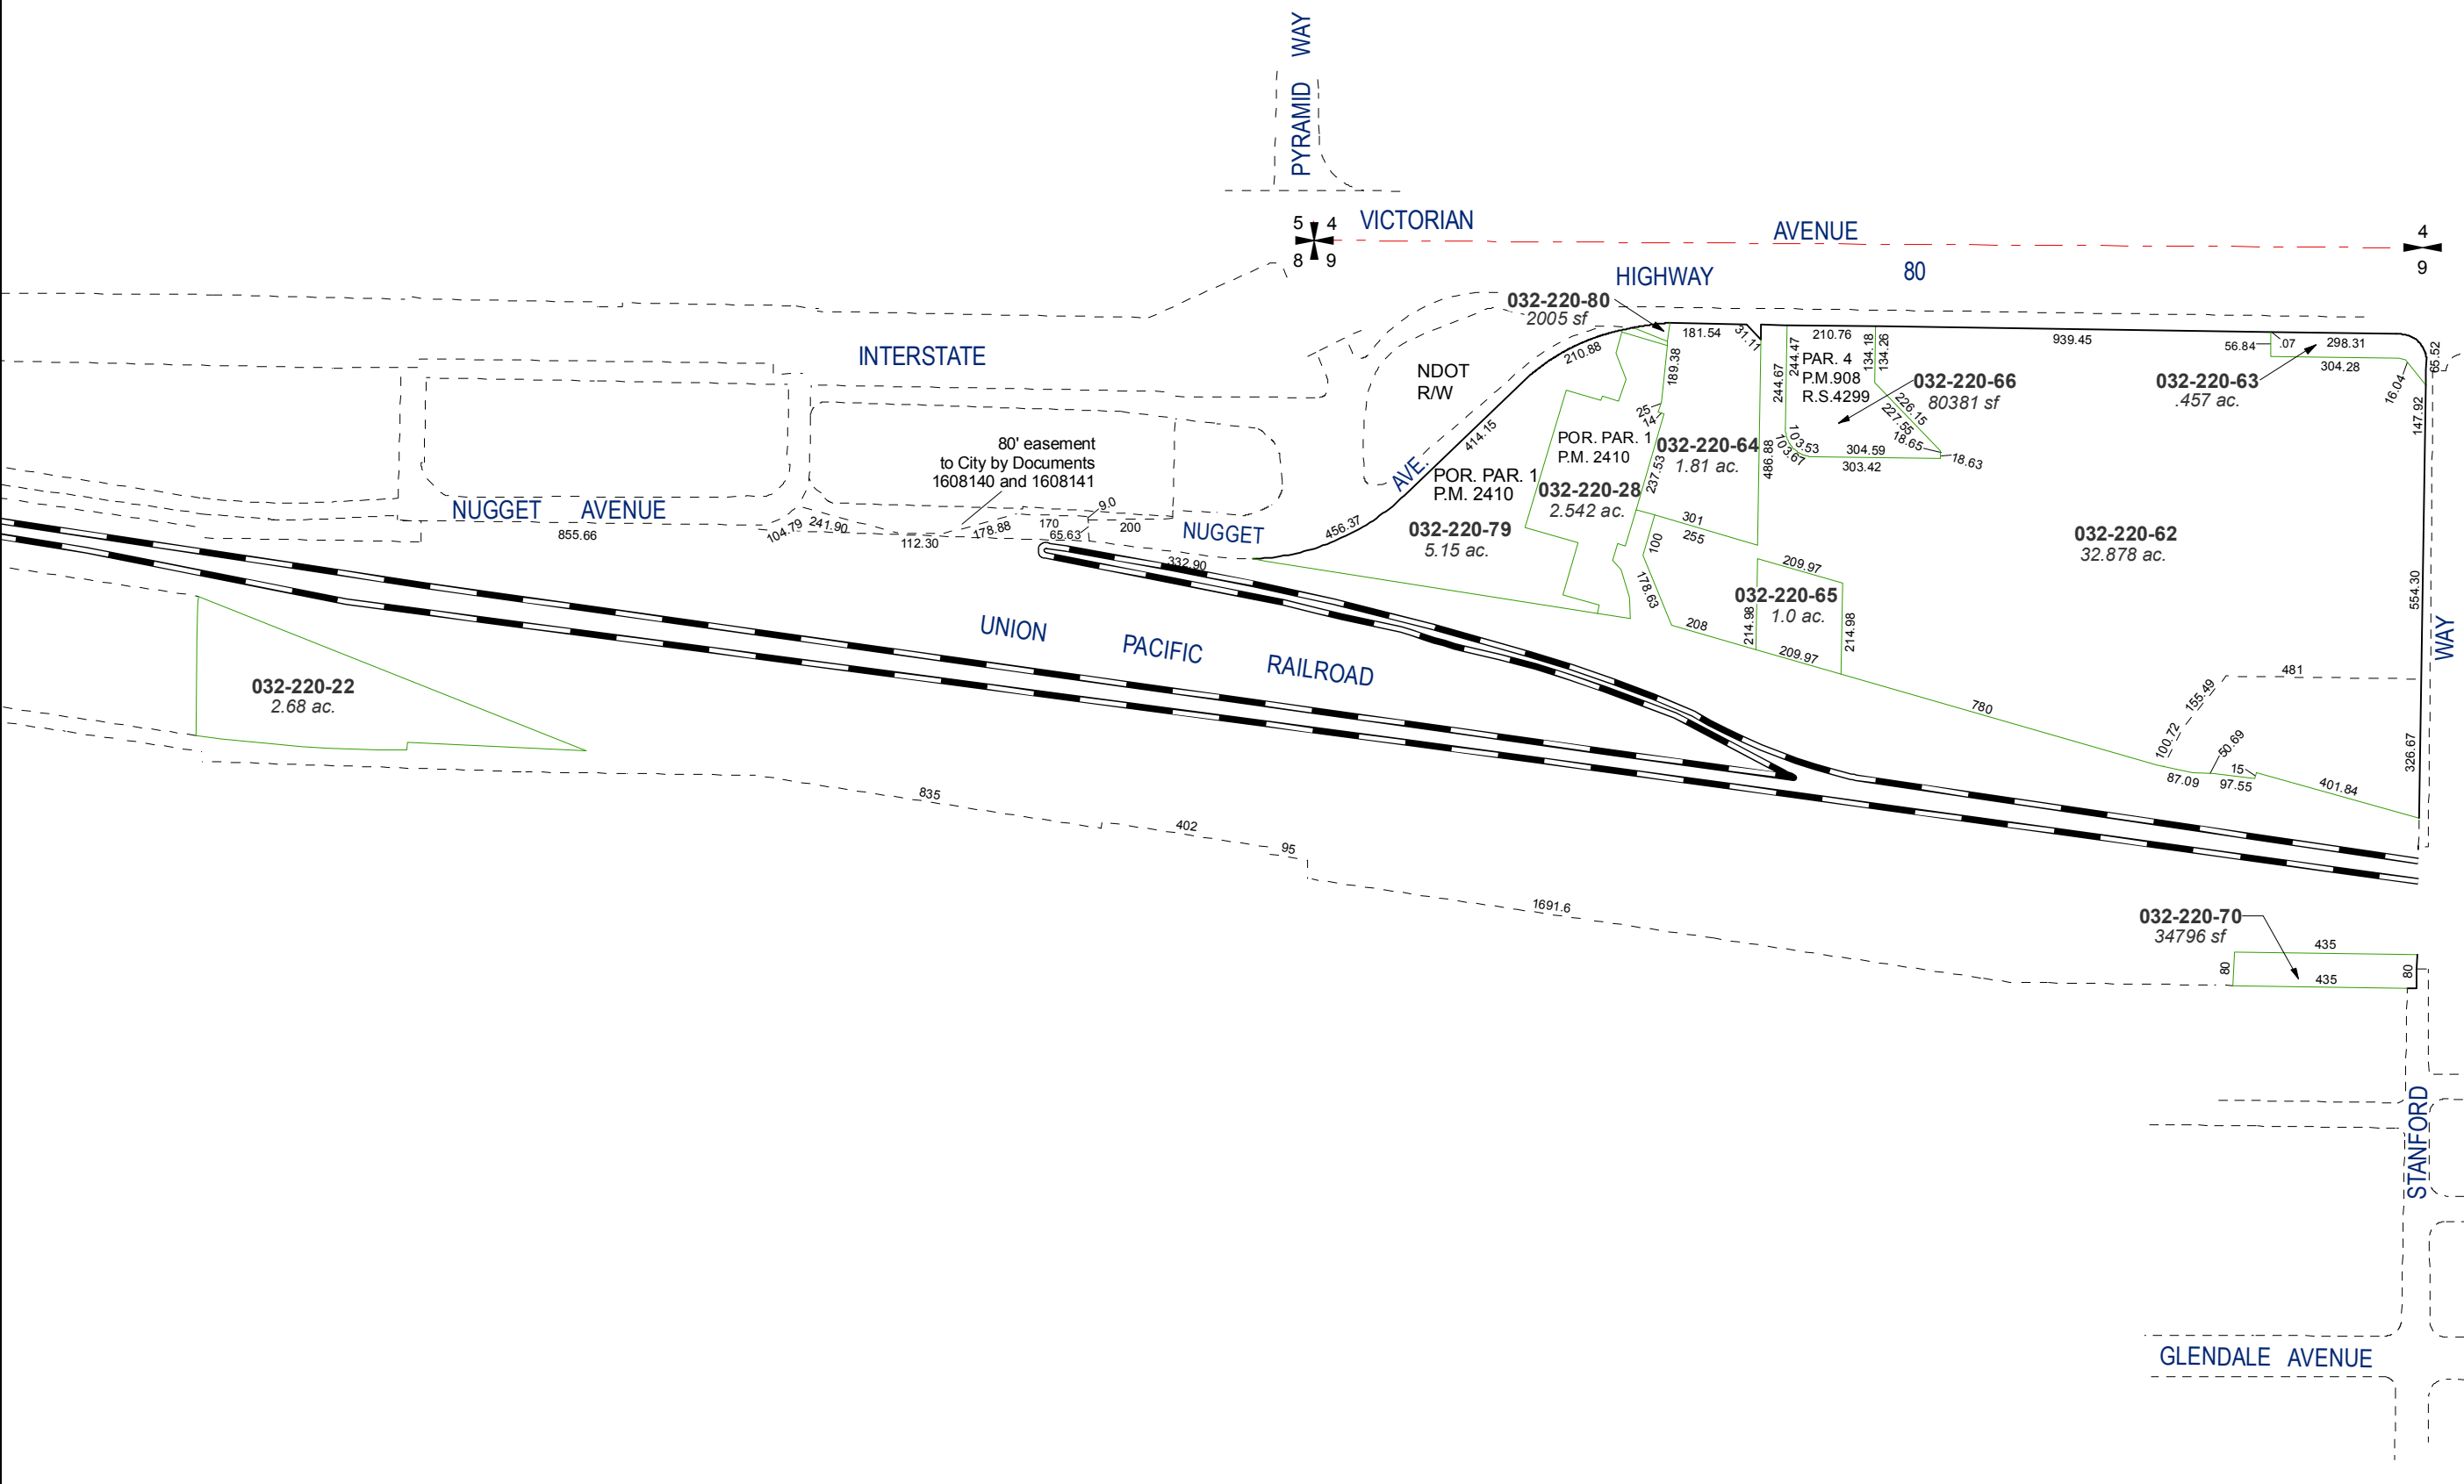 PYRAMID WAY
5 4
8 9
VICTORIAN AVENUE
4
9
HIGHWAY 80
INTERSTATE
032-220-80
2005 sf
NDOT
R/W
210.88
181.54
31.11
189.38
25
14
244.67
244.47
210.76
PAR. 4
P.M.908
R.S.4299
134.18
134.26
032-220-66
80381 sf
226.15
227.55
18.65
18.63
103.53
103.67
304.59
303.42
939.45
56.84
.07
298.31
304.28
032-220-63
.457 ac.
16.04
65.52
147.92
80' easement
to City by Documents
1608140 and 1608141
414.15
AVE.
POR. PAR. 1
P.M. 2410
032-220-79
5.15 ac.
POR. PAR. 1
P.M. 2410
032-220-28
2.542 ac.
237.53
032-220-64
1.81 ac.
486.88
301
255
032-220-62
32.878 ac.
NUGGET AVENUE
855.66
104.79
241.90
112.30
178.88
170
65.63
9.0
200
NUGGET
456.37
332.90
100
178.63
208
209.97
032-220-65
1.0 ac.
214.98
214.98
209.97
554.30
WAY
UNION PACIFIC RAILROAD
032-220-22
2.68 ac.
780
481
155.49
100.72
50.69
15
87.09
97.55
401.84
326.67
835
402
95
1691.6
032-220-70
34796 sf
435
80
80
435
STANFORD
GLENDALE AVENUE